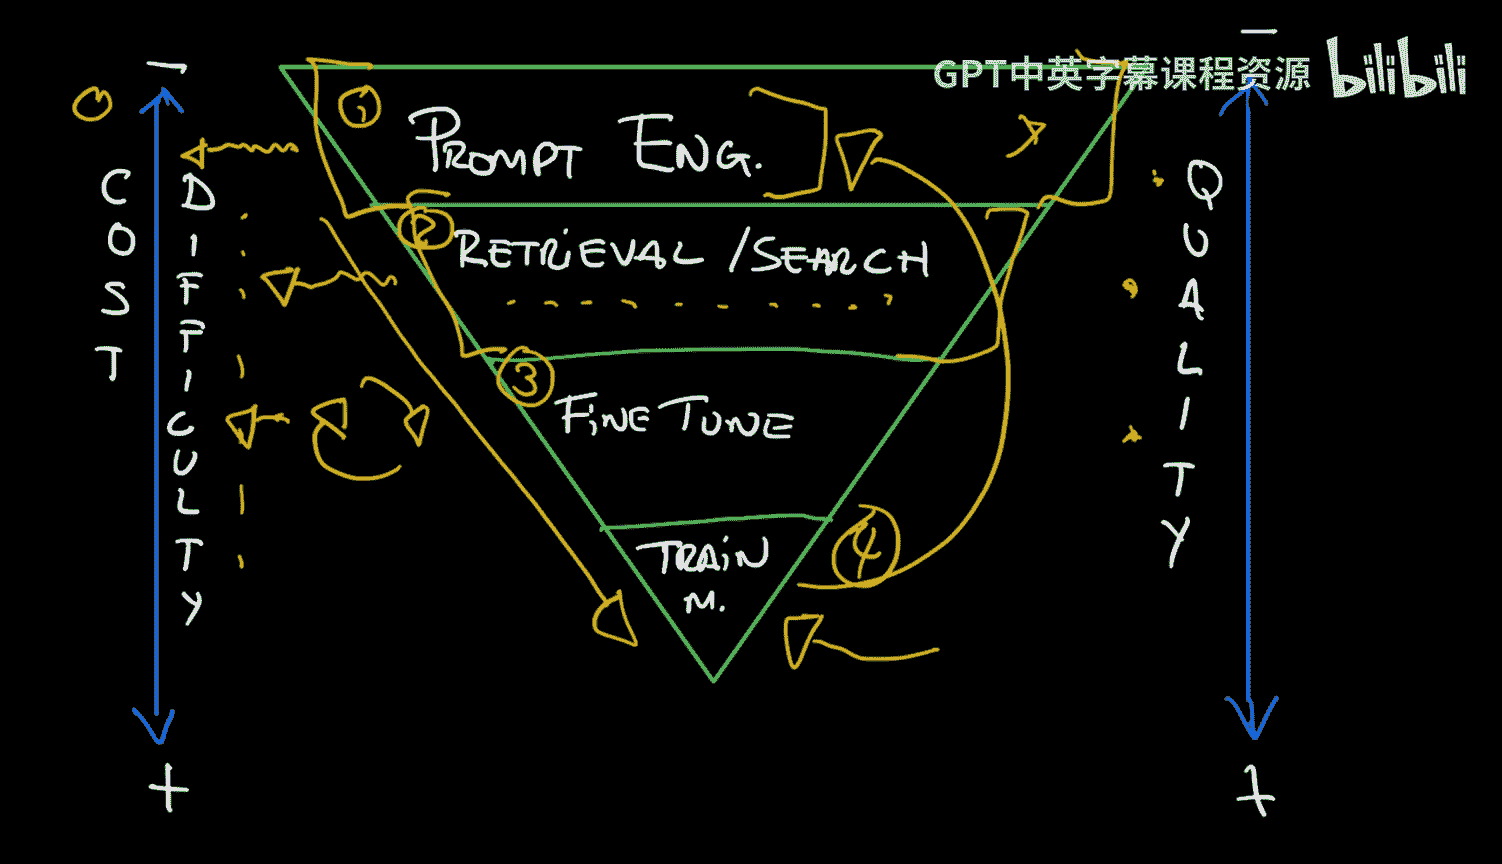 GPT中英字幕课程资源 bilibili
① PROMPT ENG.
② RETRIEVAL / SEARCH
③ FINE TUNE
④
TRAIN
M.
COST
DIFFICULTY
QUALITY
−
+
−
+